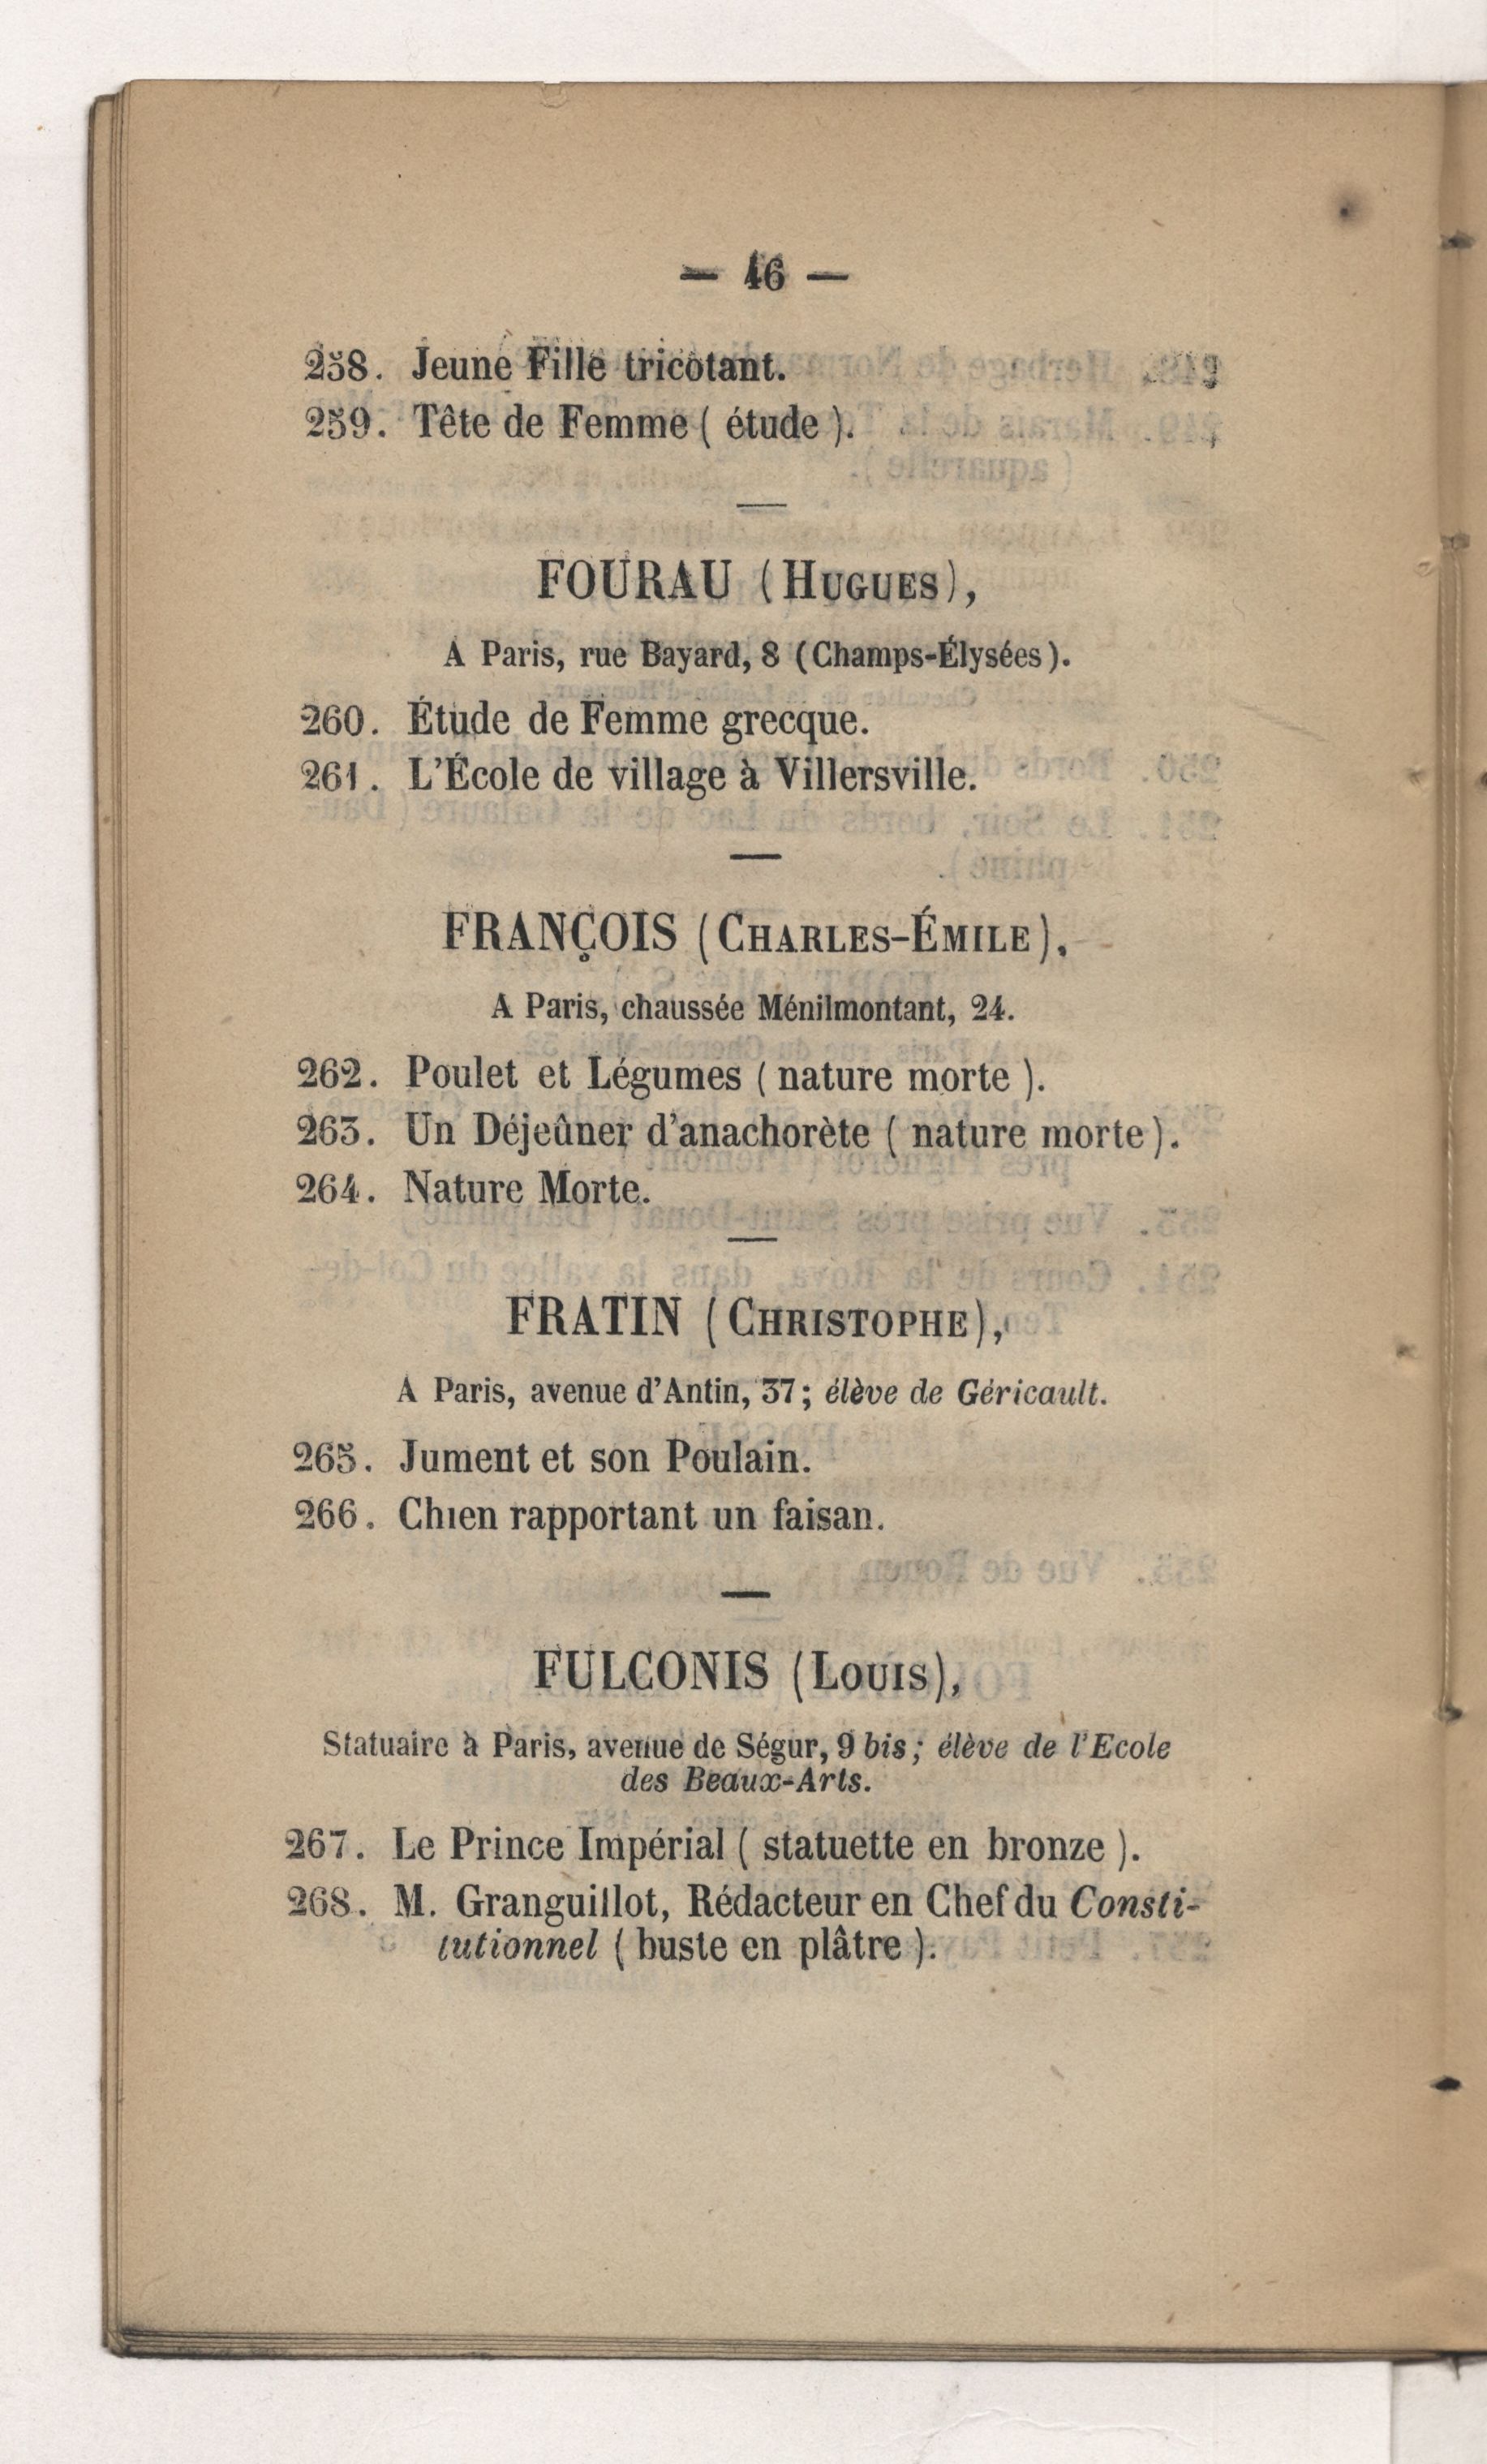 — 46 —
258. Jeune Fille tricotant.
259. Tête de Femme ( étude ).
FOURAU (HUGUES),
A Paris, rue Bayard, 8 (Champs-Élysées).
260. Étude de Femme grecque.
261. L'École de village à Villersville.
FRANÇOIS (CHARLES-ÉMILE),
A Paris, chaussée Ménilmontant, 24.
262. Poulet et Légumes ( nature morte ).
263. Un Déjeûner d'anachorète ( nature morte ).
264. Nature Morte.
FRATIN (CHRISTOPHE),
A Paris, avenue d'Antin, 37; élève de Géricault.
265. Jument et son Poulain.
266. Chien rapportant un faisan.
FULCONIS (LOUIS),
Statuaire à Paris, avenue de Ségur, 9 bis; élève de l'Ecole
des Beaux-Arts.
267. Le Prince Impérial ( statuette en bronze ).
268. M. Granguillot, Rédacteur en Chef du Consti-
tutionnel ( buste en plâtre ).